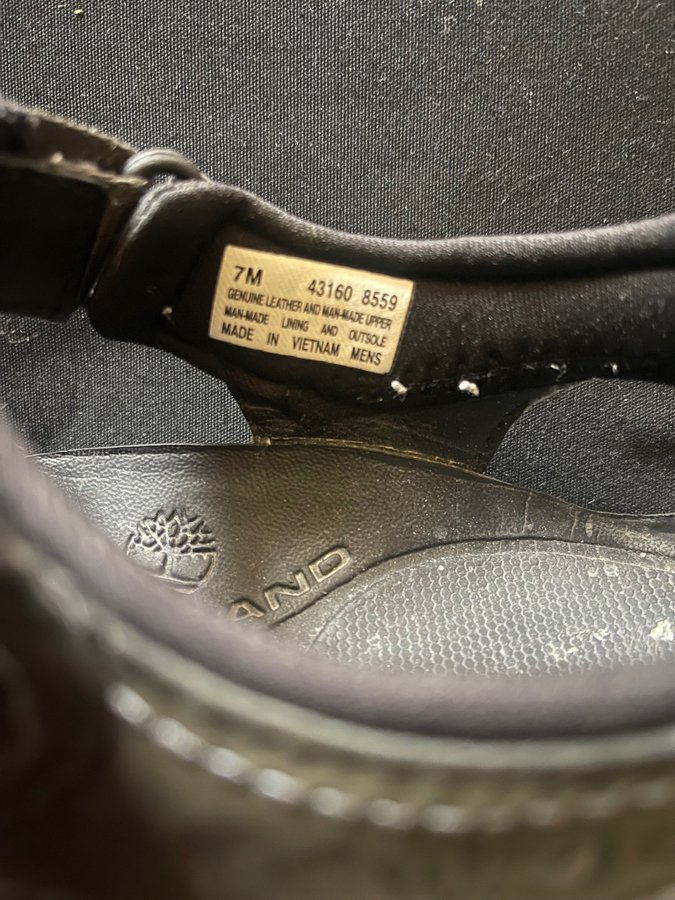 7M 43160 8559
GENUINE LEATHER AND MAN-MADE UPPER
MAN-MADE LINING AND OUTSOLE
MADE IN VIETNAM MENS
AND